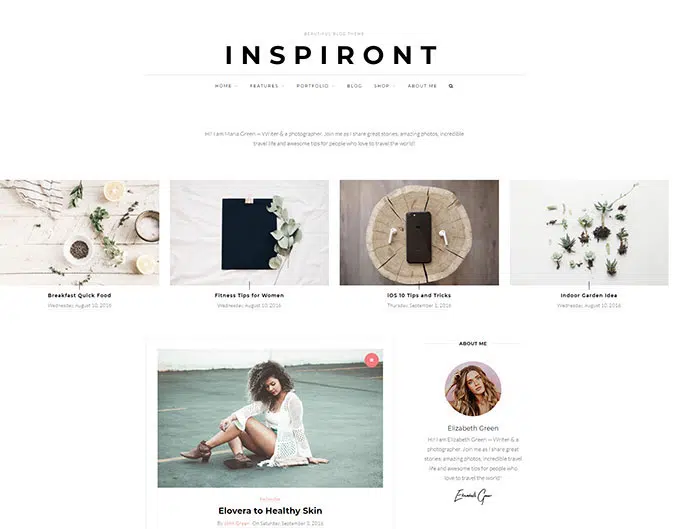 BEAUTIFUL BLOG THEME
INSPIRONT
HOME FEATURES PORTFOLIO BLOG SHOP ABOUT ME
Hi! I am Maria Green — Writer & a photographer. Join me as I share great stories, amazing photos, incredible
travel life and awesome tips for people who love to travel the world!
Breakfast Quick Food
Wednesday, August 10, 2016
Fitness Tips for Women
Wednesday, August 10, 2016
iOS 10 Tips and Tricks
Thursday, September 1, 2016
Indoor Garden Idea
Wednesday, August 10, 2016
ABOUT ME
Elizabeth Green
Hi! I am Elizabeth Green — Writer & a
photographer. Join me as I share great
stories, amazing photos, incredible travel
life and awesome tips for people who
love to travel the world!
Elizabeth Green
Elovera to Healthy Skin
By John Green, On Saturday, September 3, 2016